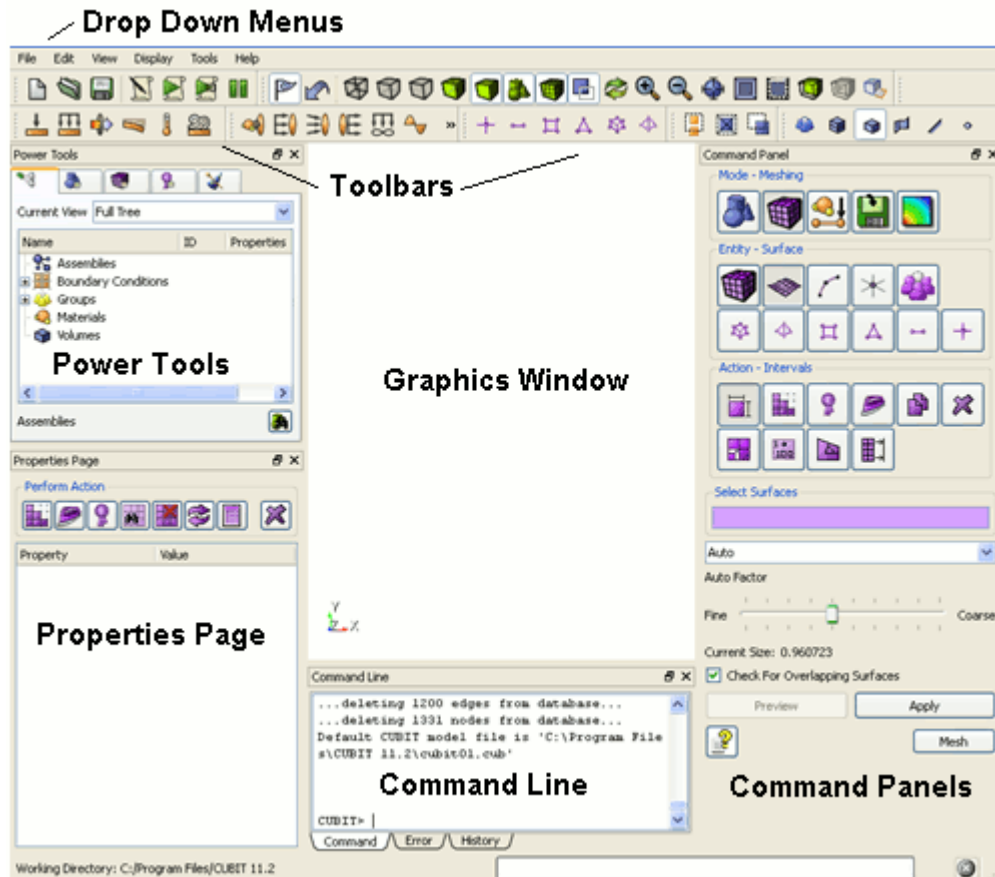 Drop Down Menus
File Edit View Display Tools Help
Toolbars
Power Tools
Current View Full Tree
Name ID Properties
Assemblies
Boundary Conditions
Groups
Materials
Volumes
Power Tools
Assemblies
Properties Page
Perform Action
Property Value
Properties Page
Graphics Window
Y
Z X
Command Line
...deleting 1200 edges from database...
...deleting 1331 nodes from database...
Default CUBIT model file is 'C:\Program File
s\CUBIT 11.2\cubit01.cub'
Command Line
CUBIT>
Command Error History
Command Panel
Mode - Meshing
Entity - Surface
Action - Intervals
Select Surfaces
Auto
Auto Factor
Fine Coarse
Current Size: 0.960723
Check For Overlapping Surfaces
Preview Apply
Mesh
Command Panels
Working Directory: C:/Program Files/CUBIT 11.2